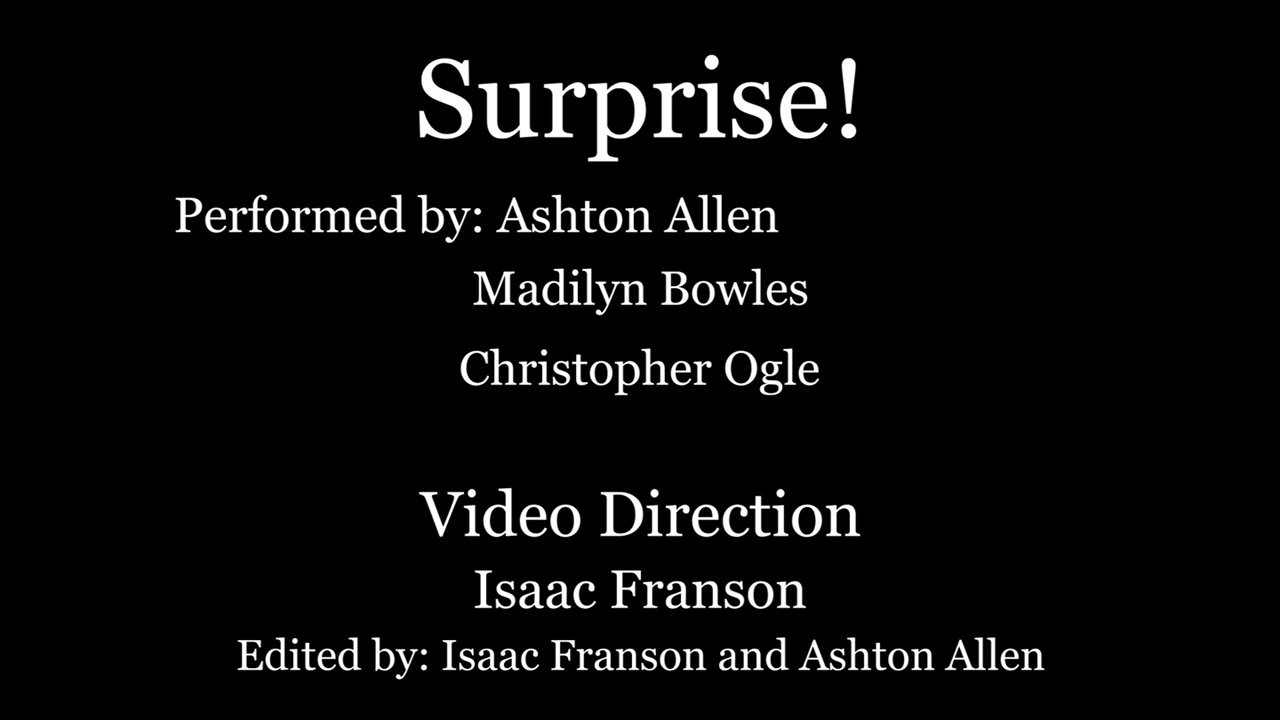 Surprise!
Performed by: Ashton Allen
Madilyn Bowles
Christopher Ogle
Video Direction
Isaac Franson
Edited by: Isaac Franson and Ashton Allen